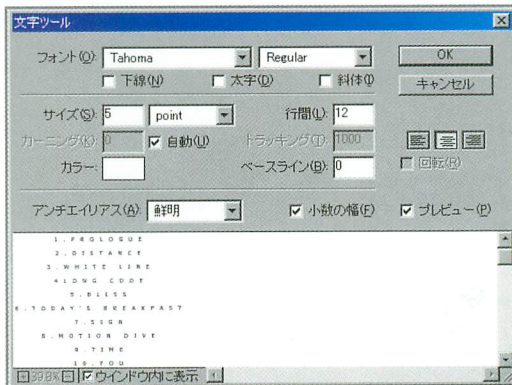 文字ツール
フォント(O): Tahoma Regular OK
下線(N) 太字(D) 斜体(I) キャンセル
サイズ(S): 5 point 行間(L): 12
カーニング(K): 0 自動(U) トラッキング(T): 1000
カラー: ベースライン(B): 0 回転(R)
アンチエイリアス(A): 鮮明 小数の幅(F) プレビュー(P)
1.PROLOGUE
2.DISTANCE
3.WHITE LINE
4.LONG CODE
5.BLISS
6.TODAY'S BREAKFAST
7.SIGN
8.MOTION DIVE
9.TIME
10.YOU
39.8% ウインドウ内に表示